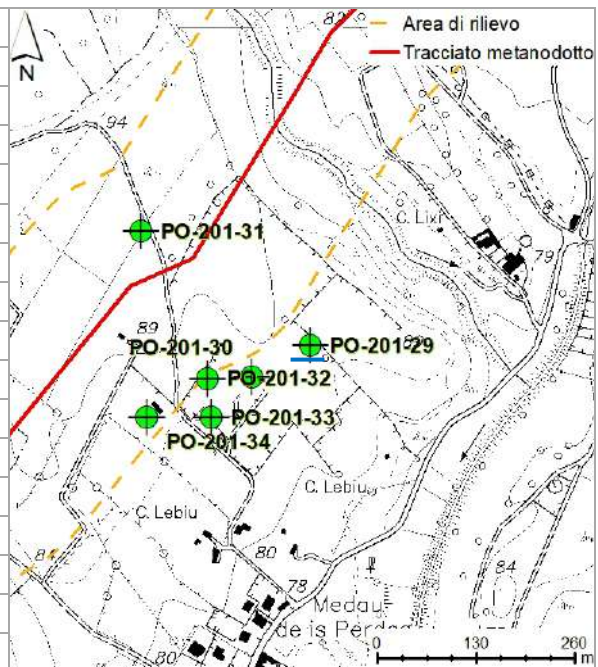 82
Area di rilievo
Tracciato metanodotto
N
94
C. Lixi
PO-201-31
79
89
PO-201-30
PO-201-29
PO-201-32
PO-201-33
PO-201-34
C. Lebiu
C. Lebiu
80
84
78
Medau
de is Perdas
80
0 130 260
m